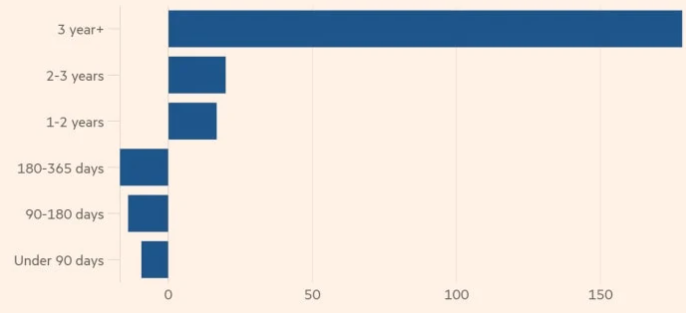 3 year+
2-3 years
1-2 years
180-365 days
90-180 days
Under 90 days
0 50 100 150